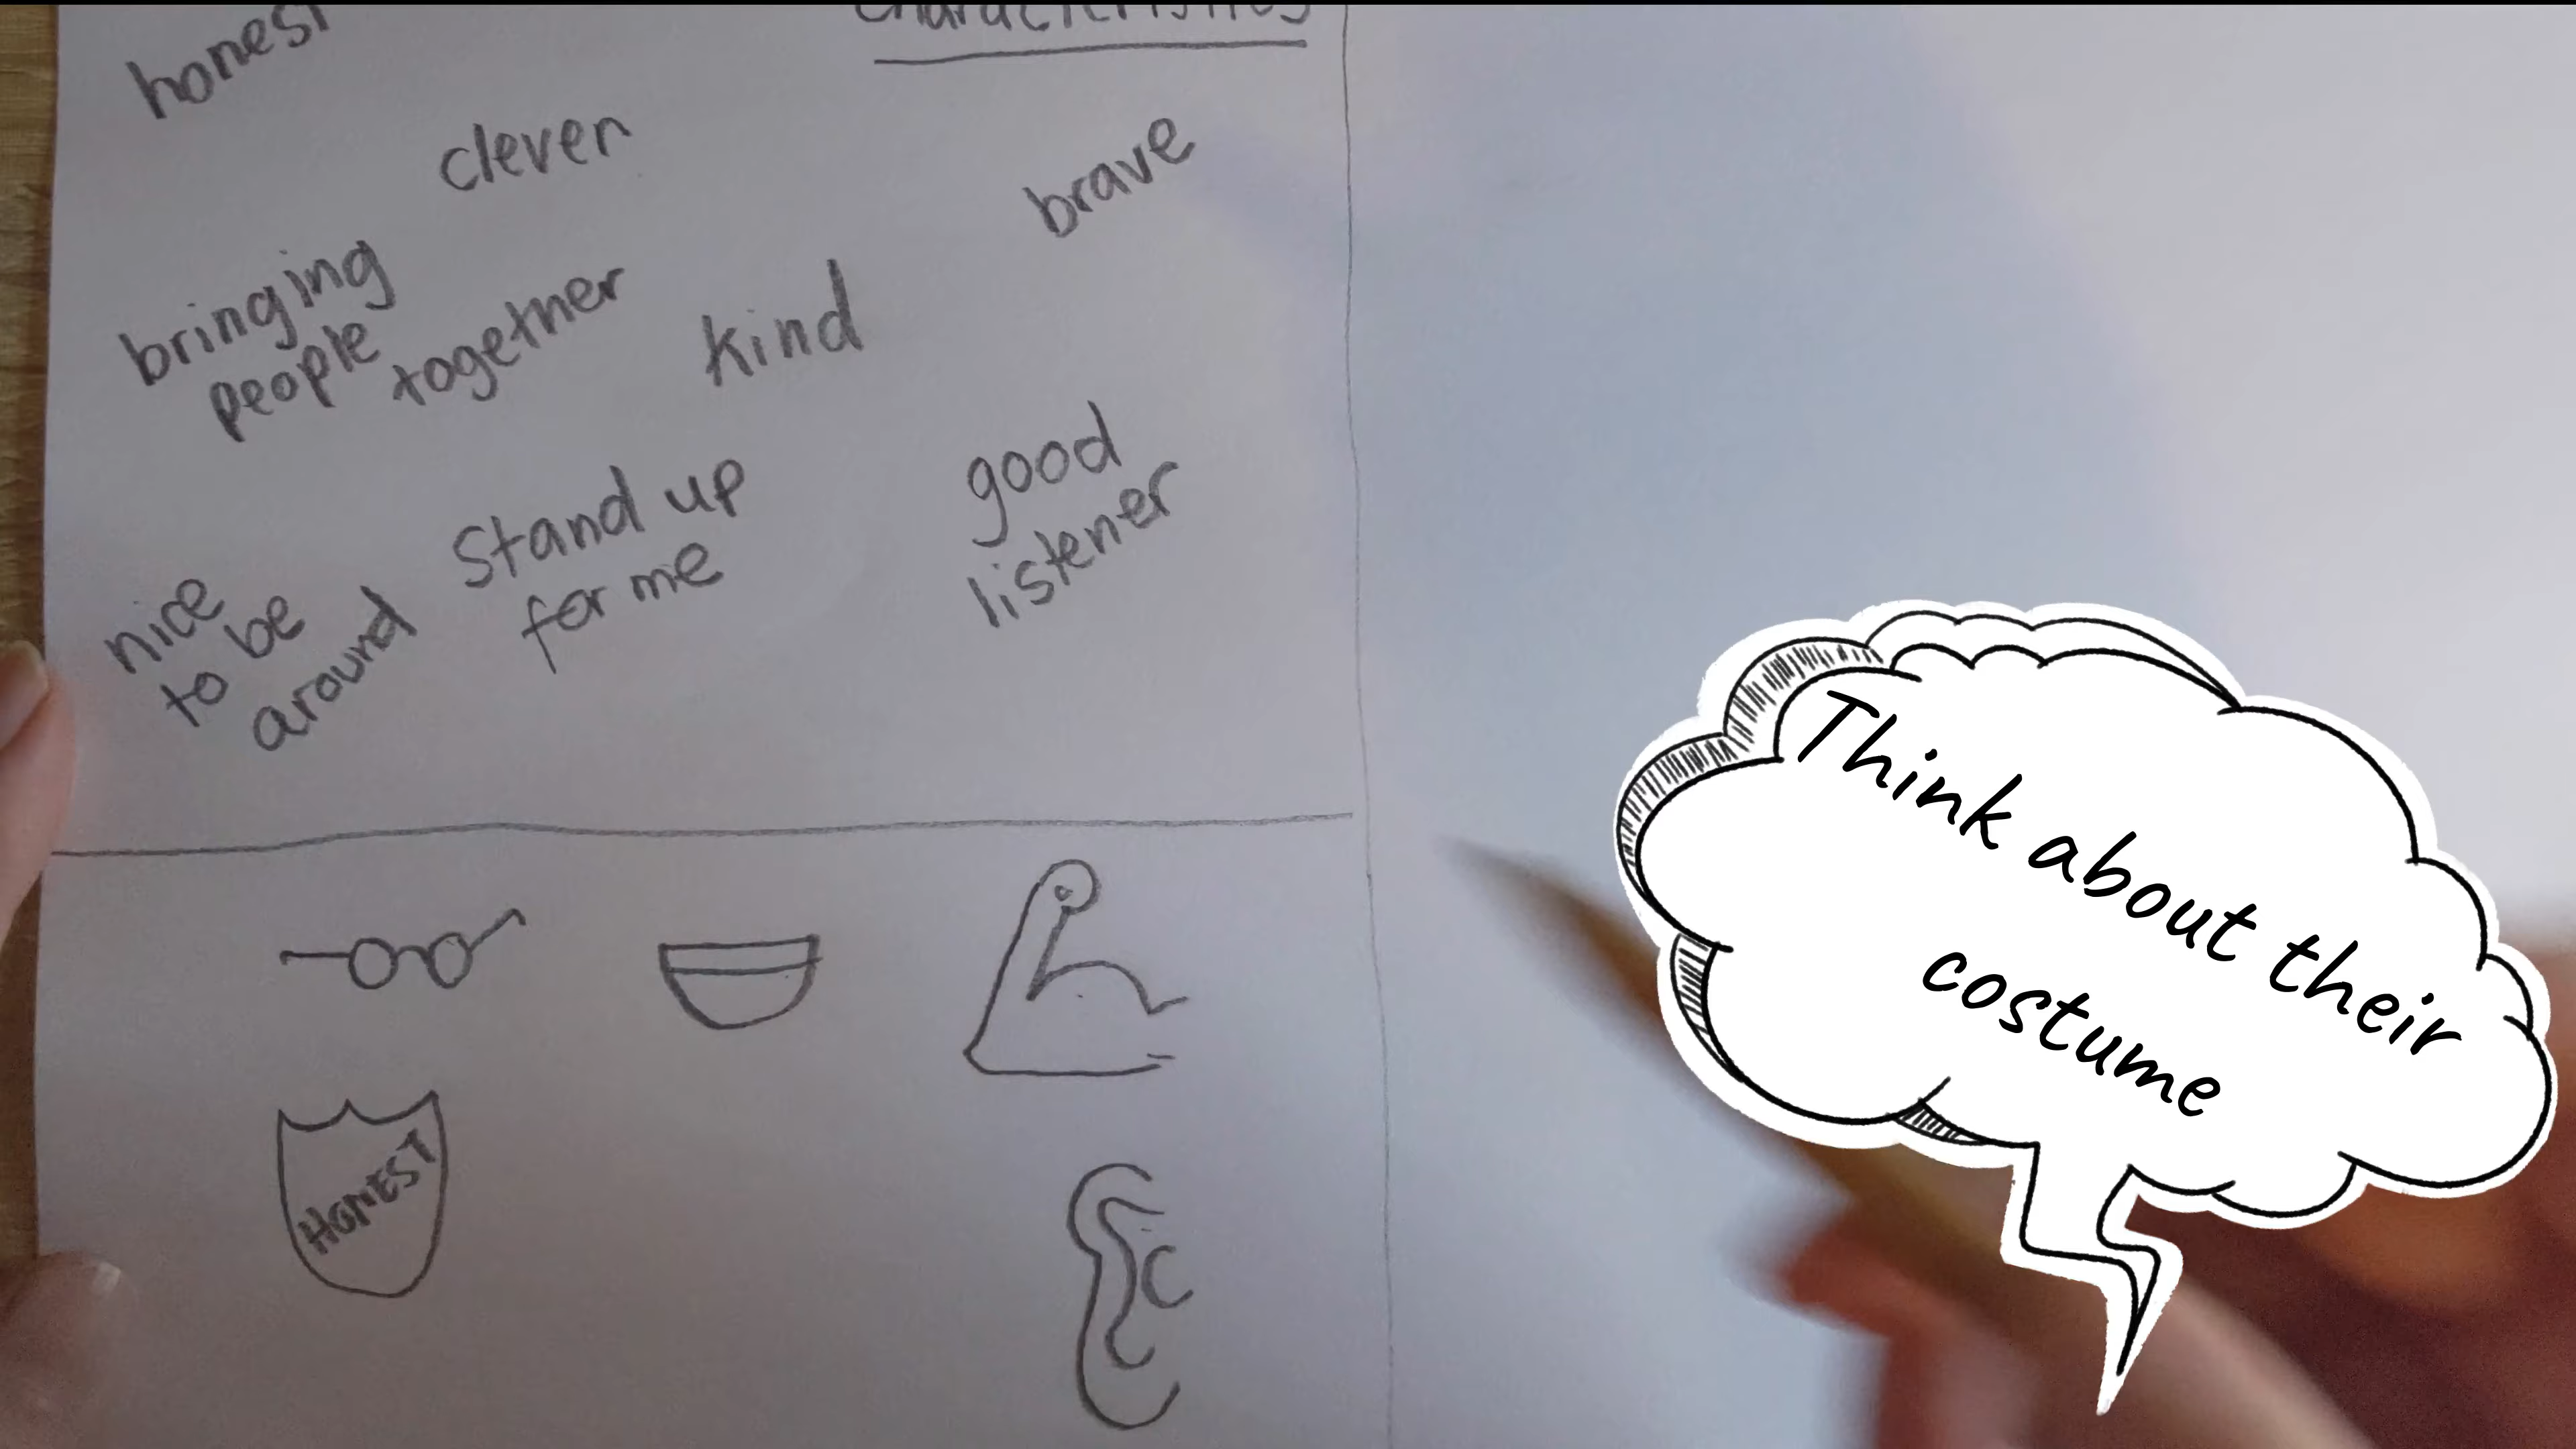 characteristics
honest
clever
brave
bringing
people together
kind
good
listener
Stand up
for me
nice
to be
around
HONEST
Think about their
costume